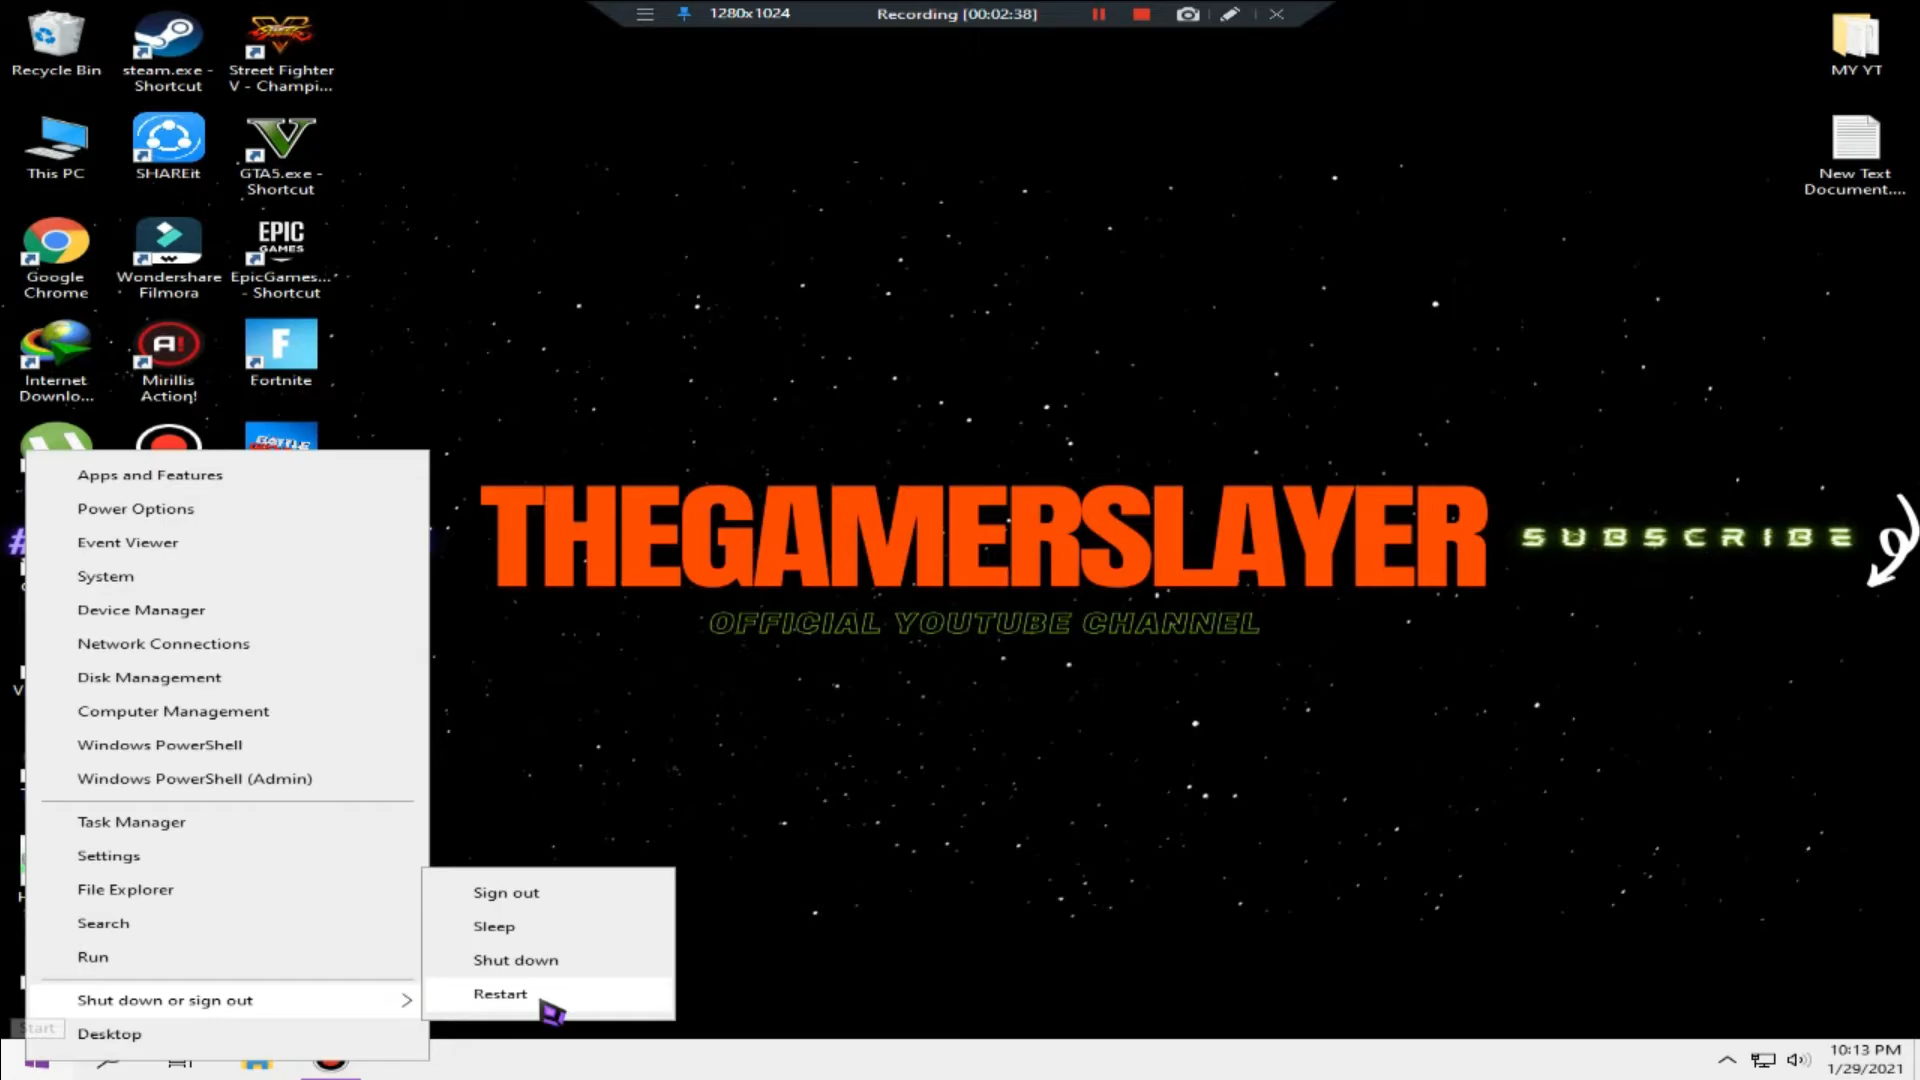 1280x1024
Recording [00:02:38]
Recycle Bin
steam.exe -
Shortcut
Street Fighter
V - Champi...
MY YT
This PC
SHAREit
GTA5.exe -
Shortcut
New Text
Document....
Google
Chrome
Wondershare
Filmora
EPIC
GAMES
EpicGames...
- Shortcut
Internet
Downlo...
Mirillis
Action!
Fortnite
Apps and Features
Power Options
Event Viewer
System
Device Manager
Network Connections
Disk Management
Computer Management
Windows PowerShell
Windows PowerShell (Admin)
Task Manager
Settings
File Explorer
Search
Run
Shut down or sign out
Desktop
Sign out
Sleep
Shut down
Restart
THEGAMERSLAYER
OFFICIAL YOUTUBE CHANNEL
SUBSCRIBE
Start
10:13 PM
1/29/2021